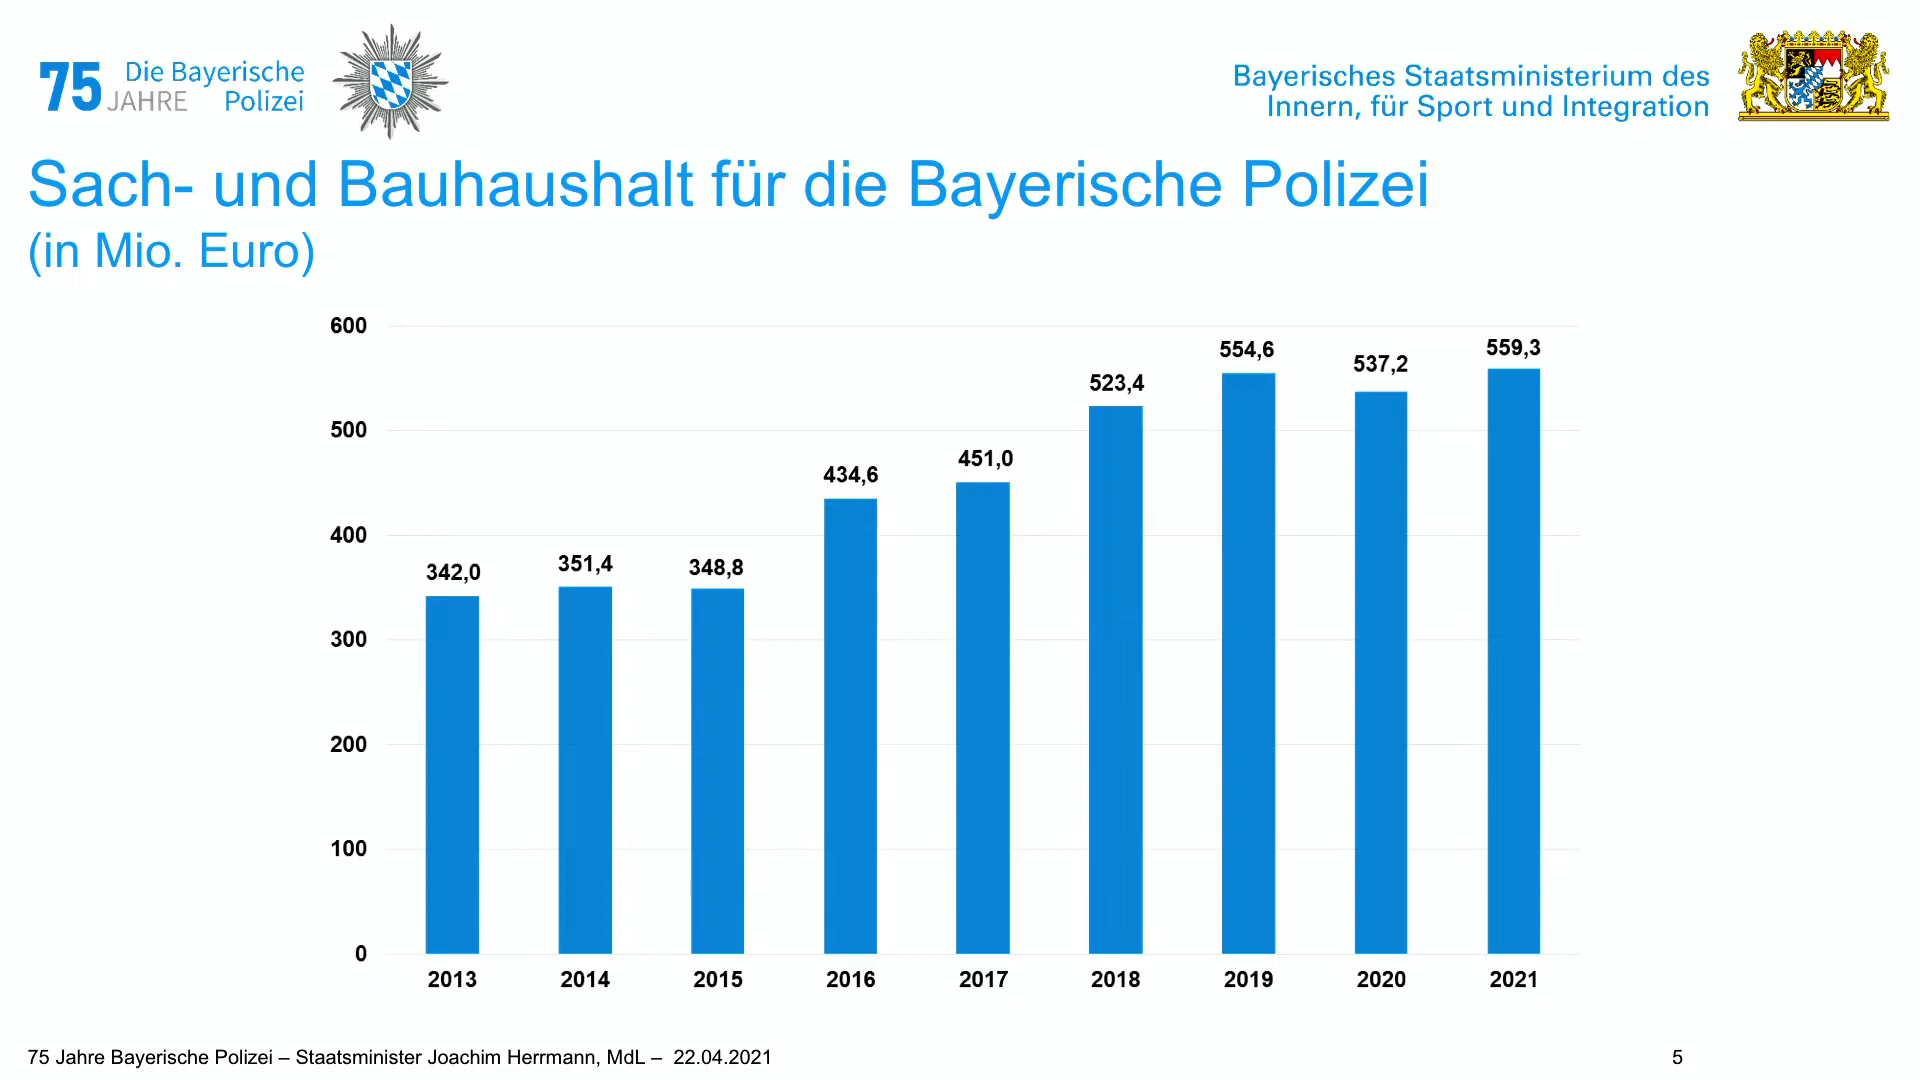 75 JAHRE Die Bayerische
Polizei
Bayerisches Staatsministerium des
Innern, für Sport und Integration
Sach- und Bauhaushalt für die Bayerische Polizei
(in Mio. Euro)
600
500
400
300
200
100
0
342,0
351,4
348,8
434,6
451,0
523,4
554,6
537,2
559,3
2013 2014 2015 2016 2017 2018 2019 2020 2021
75 Jahre Bayerische Polizei – Staatsminister Joachim Herrmann, MdL – 22.04.2021 5